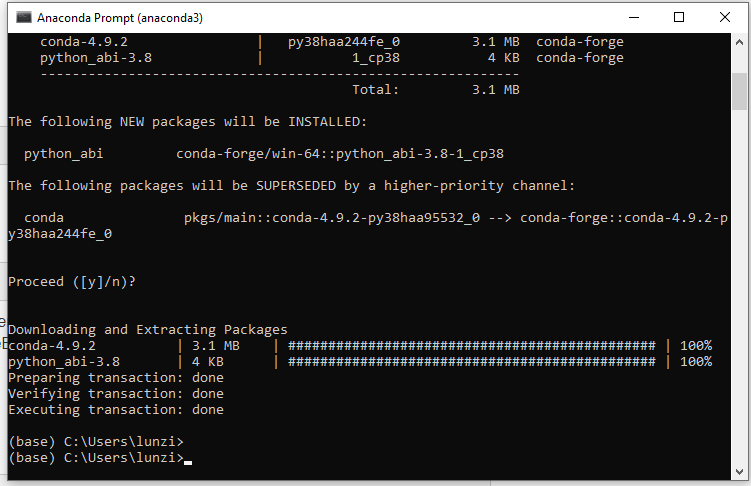 Anaconda Prompt (anaconda3)
conda-4.9.2 | py38haa244fe_0 3.1 MB conda-forge
python_abi-3.8 | 1_cp38 4 KB conda-forge
------------------------------------------------------------
Total: 3.1 MB
The following NEW packages will be INSTALLED:
python_abi conda-forge/win-64::python_abi-3.8-1_cp38
The following packages will be SUPERSEDED by a higher-priority channel:
conda pkgs/main::conda-4.9.2-py38haa95532_0 --> conda-forge::conda-4.9.2-p
y38haa244fe_0
Proceed ([y]/n)?
Downloading and Extracting Packages
conda-4.9.2 | 3.1 MB | ############################################## | 100%
python_abi-3.8 | 4 KB | ############################################## | 100%
Preparing transaction: done
Verifying transaction: done
Executing transaction: done
(base) C:\Users\lunzi>
(base) C:\Users\lunzi>